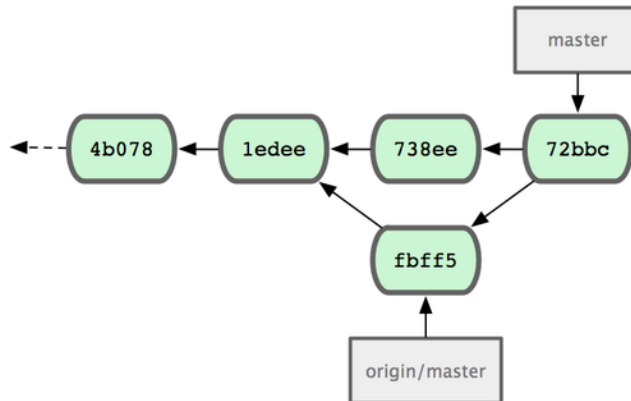 master
4b078
1edee
738ee
72bbc
fbff5
origin/master